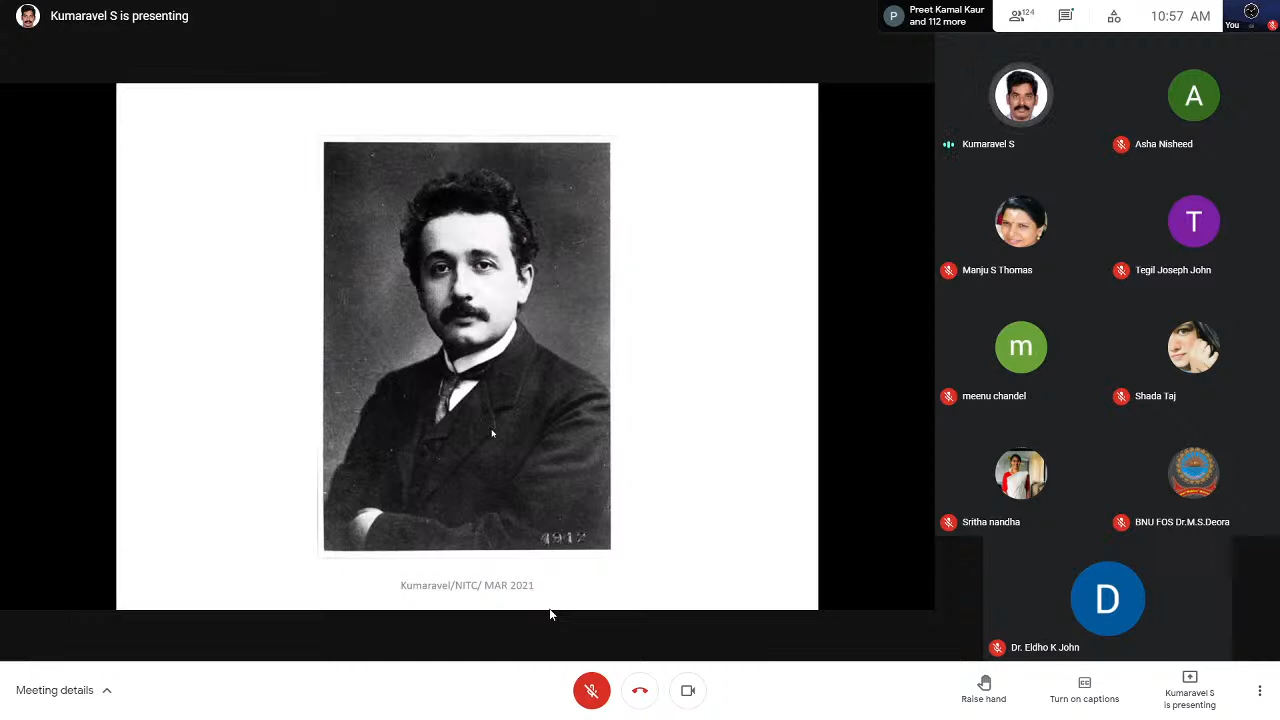 Kumaravel S is presenting
P
Preet Kamal Kaur
and 112 more
124
10:57 AM
You
Kumaravel S
A
Asha Nisheed
Manju S Thomas
T
Tegil Joseph John
m
meenu chandel
Shada Taj
Sritha nandha
BNU FOS Dr.M.S.Deora
D
Dr. Eldho K John
1912
Kumaravel/NITC/ MAR 2021
Meeting details
Raise hand
Turn on captions
Kumaravel S
is presenting